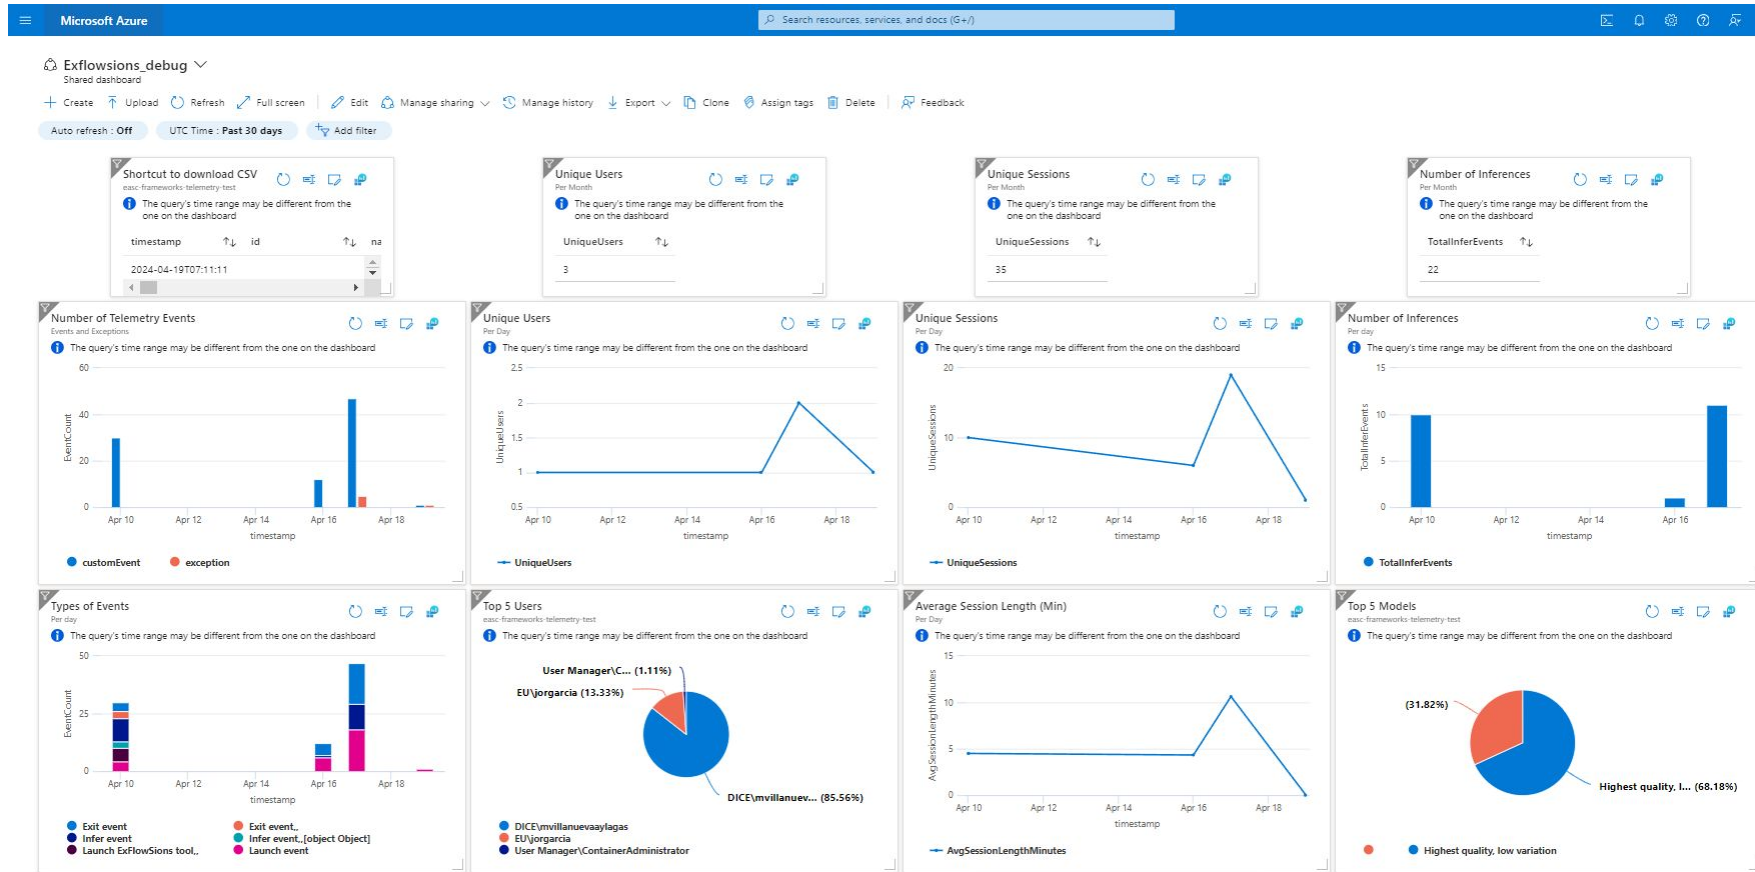 Microsoft Azure
Search resources, services, and docs (G+/)
Exflowsions_debug
Shared dashboard
Create
Upload
Refresh
Full screen
Edit
Manage sharing
Manage history
Export
Clone
Assign tags
Delete
Feedback
Auto refresh : Off
UTC Time : Past 30 days
Add filter
Shortcut to download CSV
easc-frameworks-telemetry-test
The query's time range may be different from the
one on the dashboard
timestamp
id
na
2024-04-19T07:11:11
Unique Users
Per Month
The query's time range may be different from the
one on the dashboard
UniqueUsers
3
Unique Sessions
Per Month
The query's time range may be different from the
one on the dashboard
UniqueSessions
35
Number of Inferences
Per Month
The query's time range may be different from the
one on the dashboard
TotalInferEvents
22
Number of Telemetry Events
Events and Exceptions
The query's time range may be different from the one on the dashboard
60
40
20
0
EventCount
Apr 10
Apr 12
Apr 14
Apr 16
Apr 18
timestamp
customEvent
exception
Unique Users
Per Day
The query's time range may be different from the one on the dashboard
2.5
2
1.5
1
0.5
UniqueUsers
Apr 10
Apr 12
Apr 14
Apr 16
Apr 18
timestamp
UniqueUsers
Unique Sessions
Per Day
The query's time range may be different from the one on the dashboard
20
10
0
UniqueSessions
Apr 10
Apr 12
Apr 14
Apr 16
Apr 18
timestamp
UniqueSessions
Number of Inferences
Per day
The query's time range may be different from the one on the dashboard
15
10
5
0
TotalInferEvents
Apr 10
Apr 12
Apr 14
Apr 16
timestamp
TotalInferEvents
Types of Events
Per day
The query's time range may be different from the one on the dashboard
50
25
0
EventCount
Apr 10
Apr 12
Apr 14
Apr 16
Apr 18
timestamp
Exit event
Exit event,,
Infer event
Infer event,,[object Object]
Launch ExFlowSions tool,,
Launch event
Top 5 Users
easc-frameworks-telemetry-test
The query's time range may be different from the one on the dashboard
User Manager\C... (1.11%)
EU\jorgarcia (13.33%)
DICE\mvillanuev... (85.56%)
DICE\mvillanuevaaylagas
EU\jorgarcia
User Manager\ContainerAdministrator
Average Session Length (Min)
Per Day
The query's time range may be different from the one on the dashboard
15
10
5
0
AvgSessionLengthMinutes
Apr 10
Apr 12
Apr 14
Apr 16
Apr 18
timestamp
AvgSessionLengthMinutes
Top 5 Models
easc-frameworks-telemetry-test
The query's time range may be different from the one on the dashboard
(31.82%)
Highest quality, l... (68.18%)
Highest quality, low variation